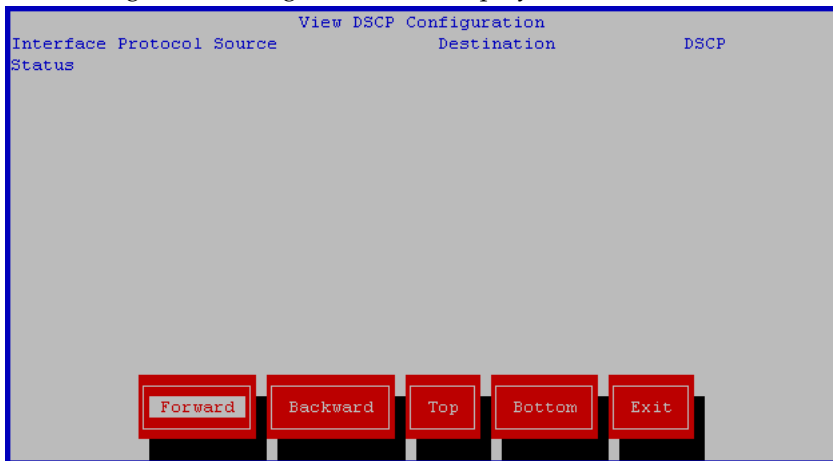 View DSCP Configuration
Interface Protocol Source Destination DSCP
Status
Forward Backward Top Bottom Exit